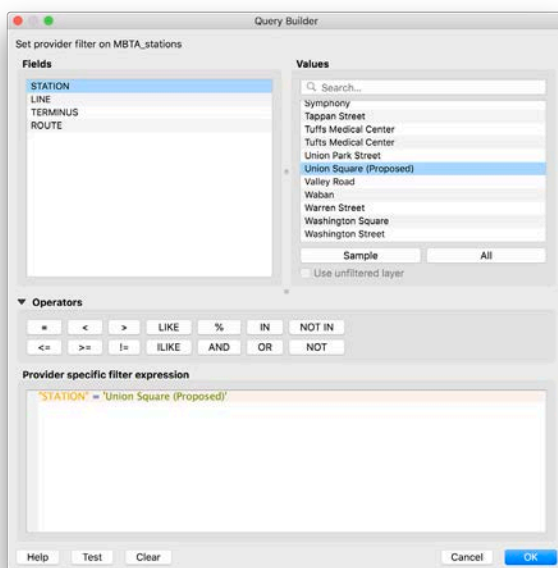 Query Builder
Set provider filter on MBTA_stations
Fields
STATION
LINE
TERMINUS
ROUTE
Values
Search...
Symphony
Tappan Street
Tuffs Medical Center
Tufts Medical Center
Union Park Street
Union Square (Proposed)
Valley Road
Waban
Warren Street
Washington Square
Washington Street
Sample All
Use unfiltered layer
Operators
= < > LIKE % IN NOT IN
<= >= != ILIKE AND OR NOT
Provider specific filter expression
"STATION" = 'Union Square (Proposed)'
Help Test Clear Cancel OK